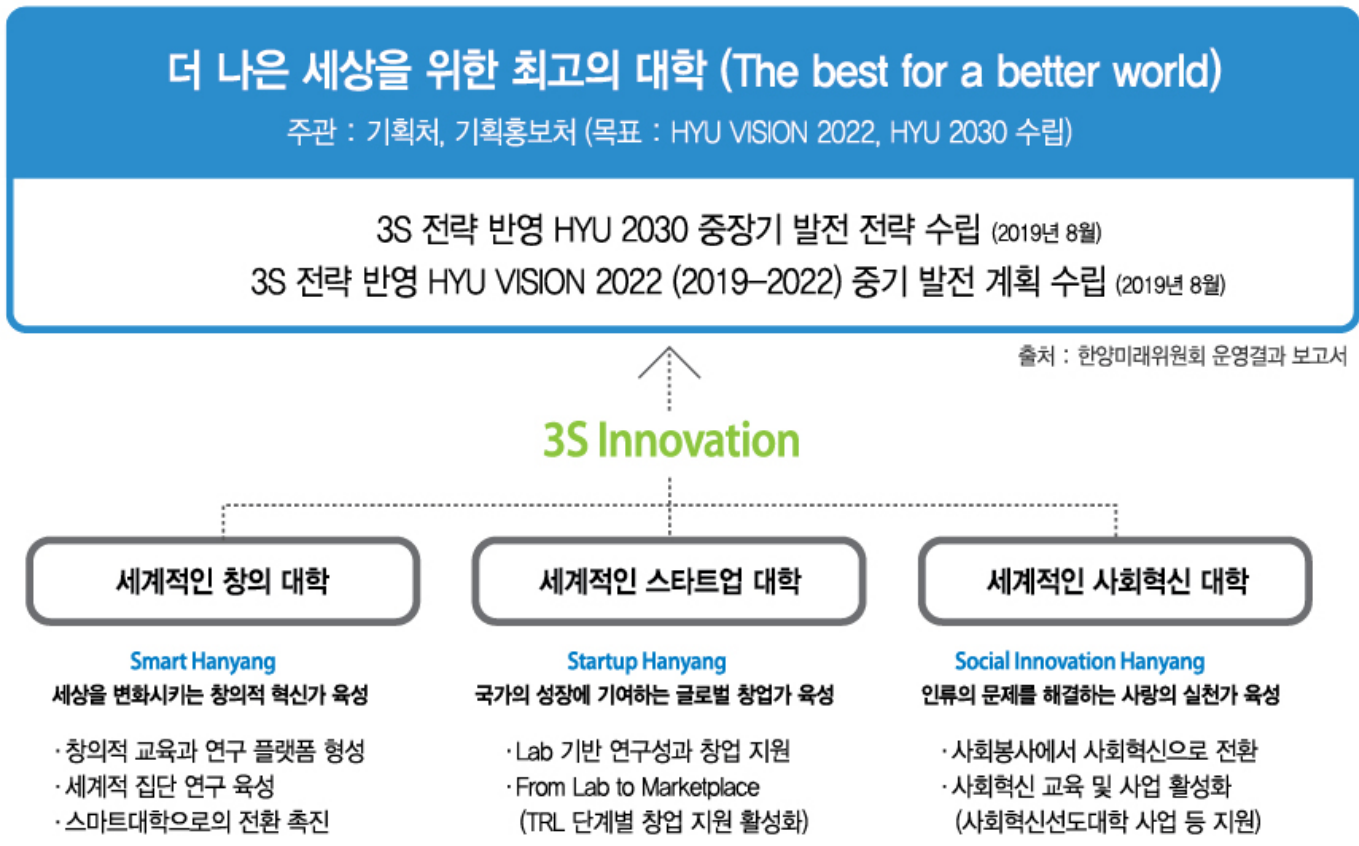 더 나은 세상을 위한 최고의 대학 (The best for a better world)
주관 : 기획처, 기획홍보처 (목표 : HYU VISION 2022, HYU 2030 수립)
3S 전략 반영 HYU 2030 중장기 발전 전략 수립 (2019년 8월)
3S 전략 반영 HYU VISION 2022 (2019-2022) 중기 발전 계획 수립 (2019년 8월)
출처 : 한양미래위원회 운영결과 보고서
3S Innovation
세계적인 창의 대학
Smart Hanyang
세상을 변화시키는 창의적 혁신가 육성
· 창의적 교육과 연구 플랫폼 형성
· 세계적 집단 연구 육성
· 스마트대학으로의 전환 촉진
세계적인 스타트업 대학
Startup Hanyang
국가의 성장에 기여하는 글로벌 창업가 육성
· Lab 기반 연구성과 창업 지원
· From Lab to Marketplace
(TRL 단계별 창업 지원 활성화)
세계적인 사회혁신 대학
Social Innovation Hanyang
인류의 문제를 해결하는 사랑의 실천가 육성
· 사회봉사에서 사회혁신으로 전환
· 사회혁신 교육 및 사업 활성화
(사회혁신선도대학 사업 등 지원)